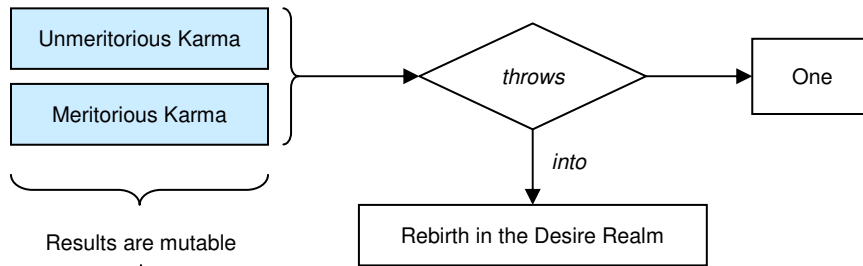 Unmeritorious Karma
throws
One
Meritorious Karma
into
Rebirth in the Desire Realm
Results are mutable